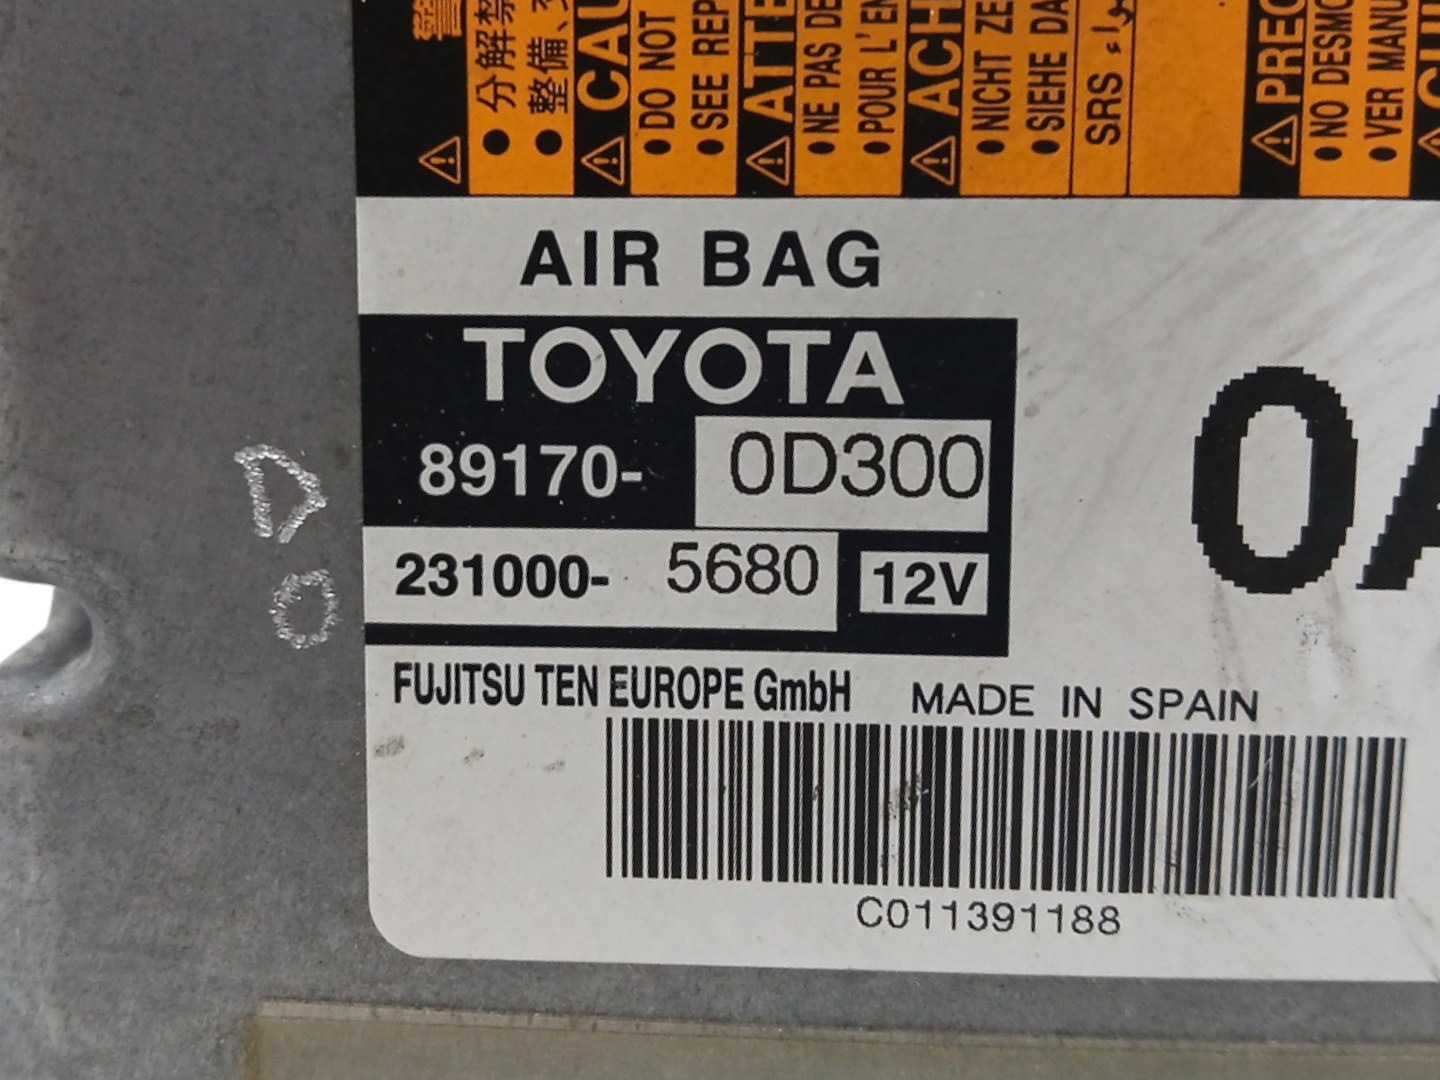 警
分解禁
整備、
CAU
DO NOT
SEE REP
ATTE
NE PAS DE
POUR L' EN
ACH
NICHT ZE
SIEHE DA
SRS
PREC
NO DESMO
VER MANU
AIR BAG
TOYOTA
89170- 0D300
0A
231000- 5680 12V
FUJITSU TEN EUROPE GmbH MADE IN SPAIN
C011391188